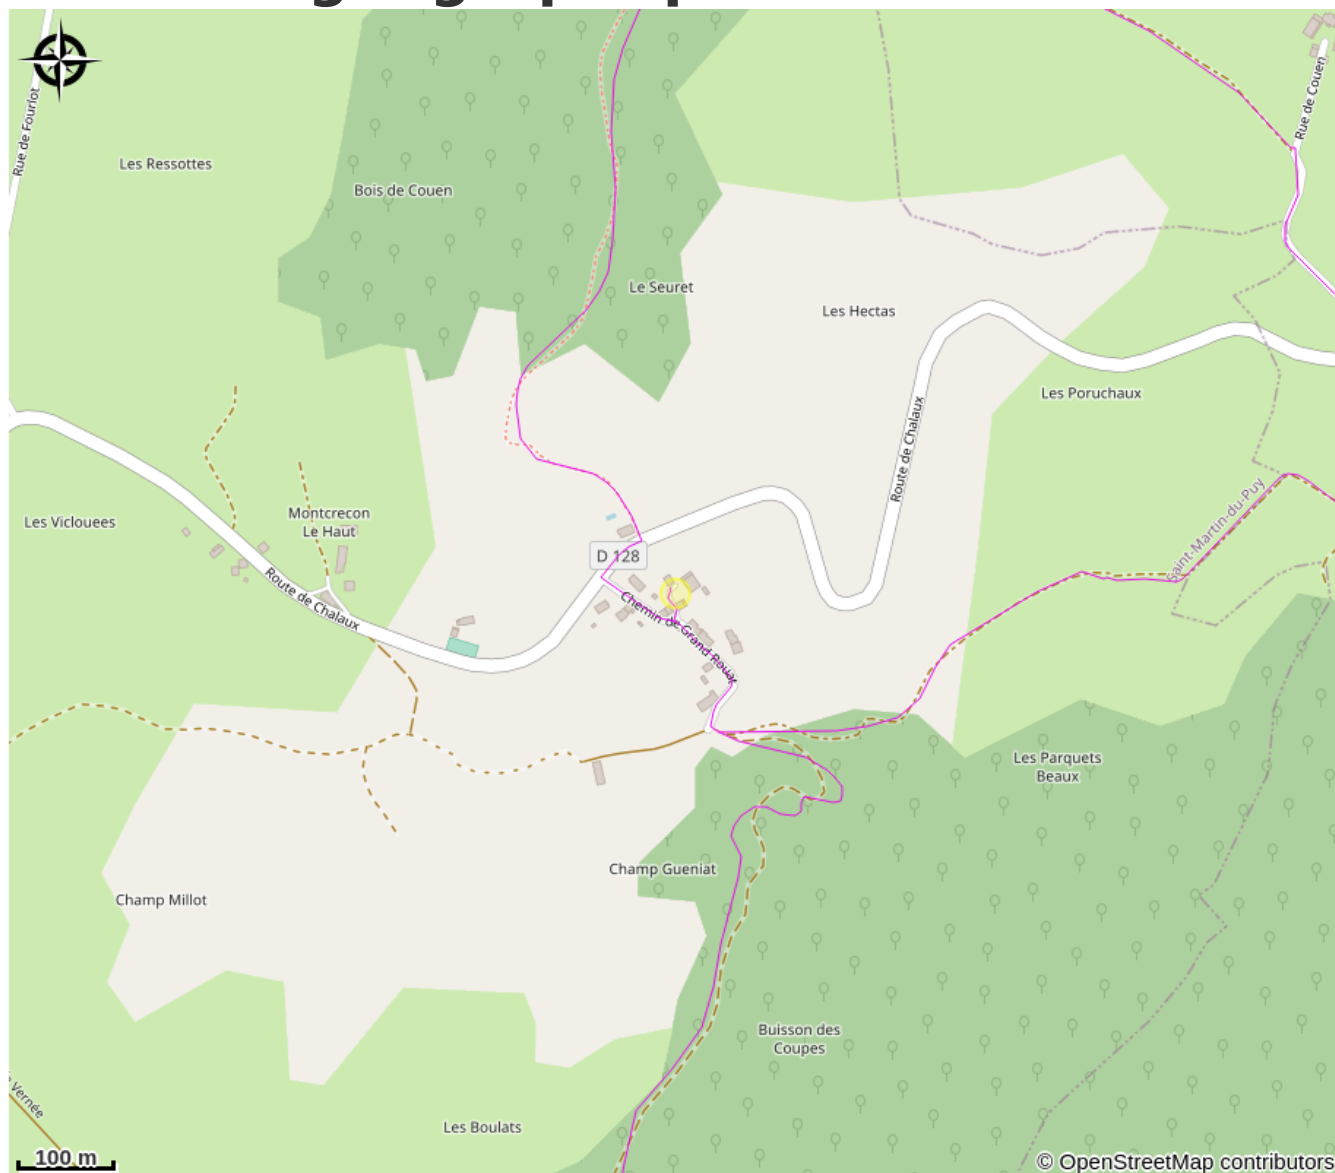 Rue de Fourlot
Les Ressottes
Bois de Couen
Rue de Couen
Le Seuret
Les Hectas
Les Poruchaux
Route de Chalaux
Les Viclouees
Montcrecon
Le Haut
Saint-Martin-du-Puy
D 128
Route de Chalaux
Chemin de Grand Rouar
Les Parquets
Beaux
Champ Gueniat
Champ Millot
Buisson des
Coupes
Vernée
Les Boulats
100 m
© OpenStreetMap contributors